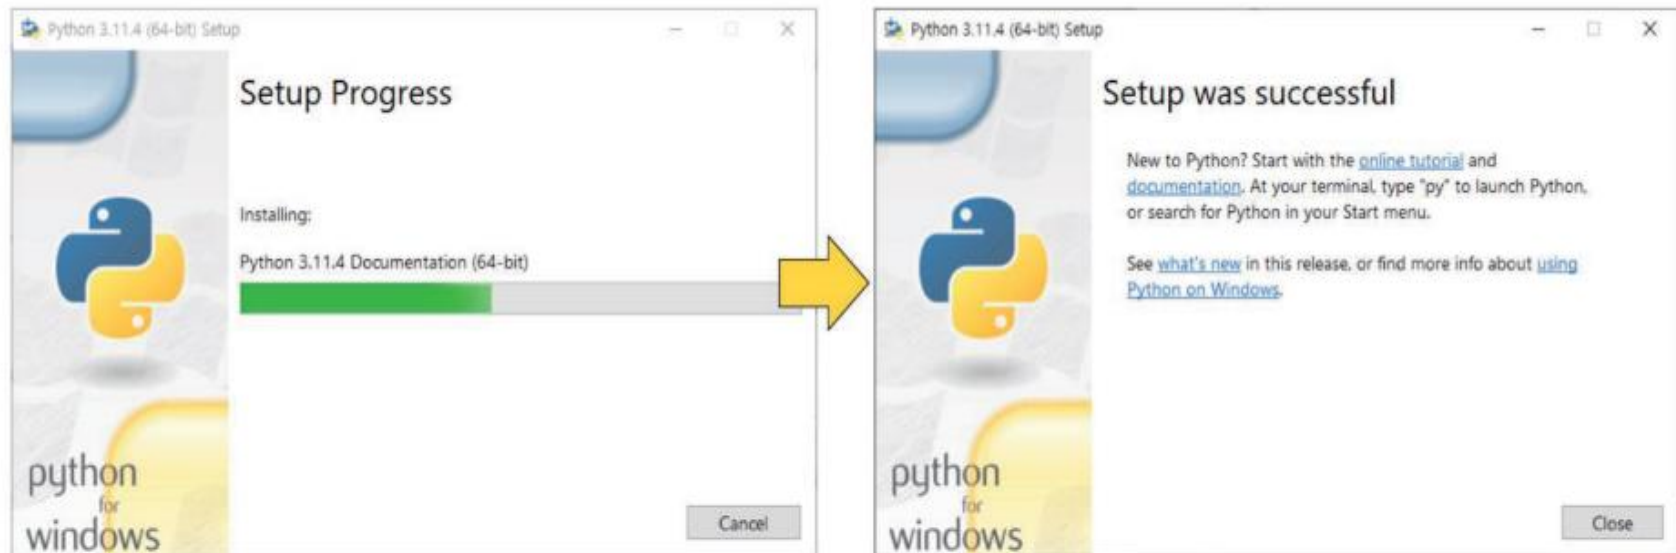 Python 3.11.4 (64-bit) Setup
Setup Progress
Installing:
Python 3.11.4 Documentation (64-bit)
python
for
windows
Cancel
Python 3.11.4 (64-bit) Setup
Setup was successful
New to Python? Start with the online tutorial and
documentation. At your terminal, type "py" to launch Python,
or search for Python in your Start menu.
See what's new in this release, or find more info about using
Python on Windows.
python
for
windows
Close